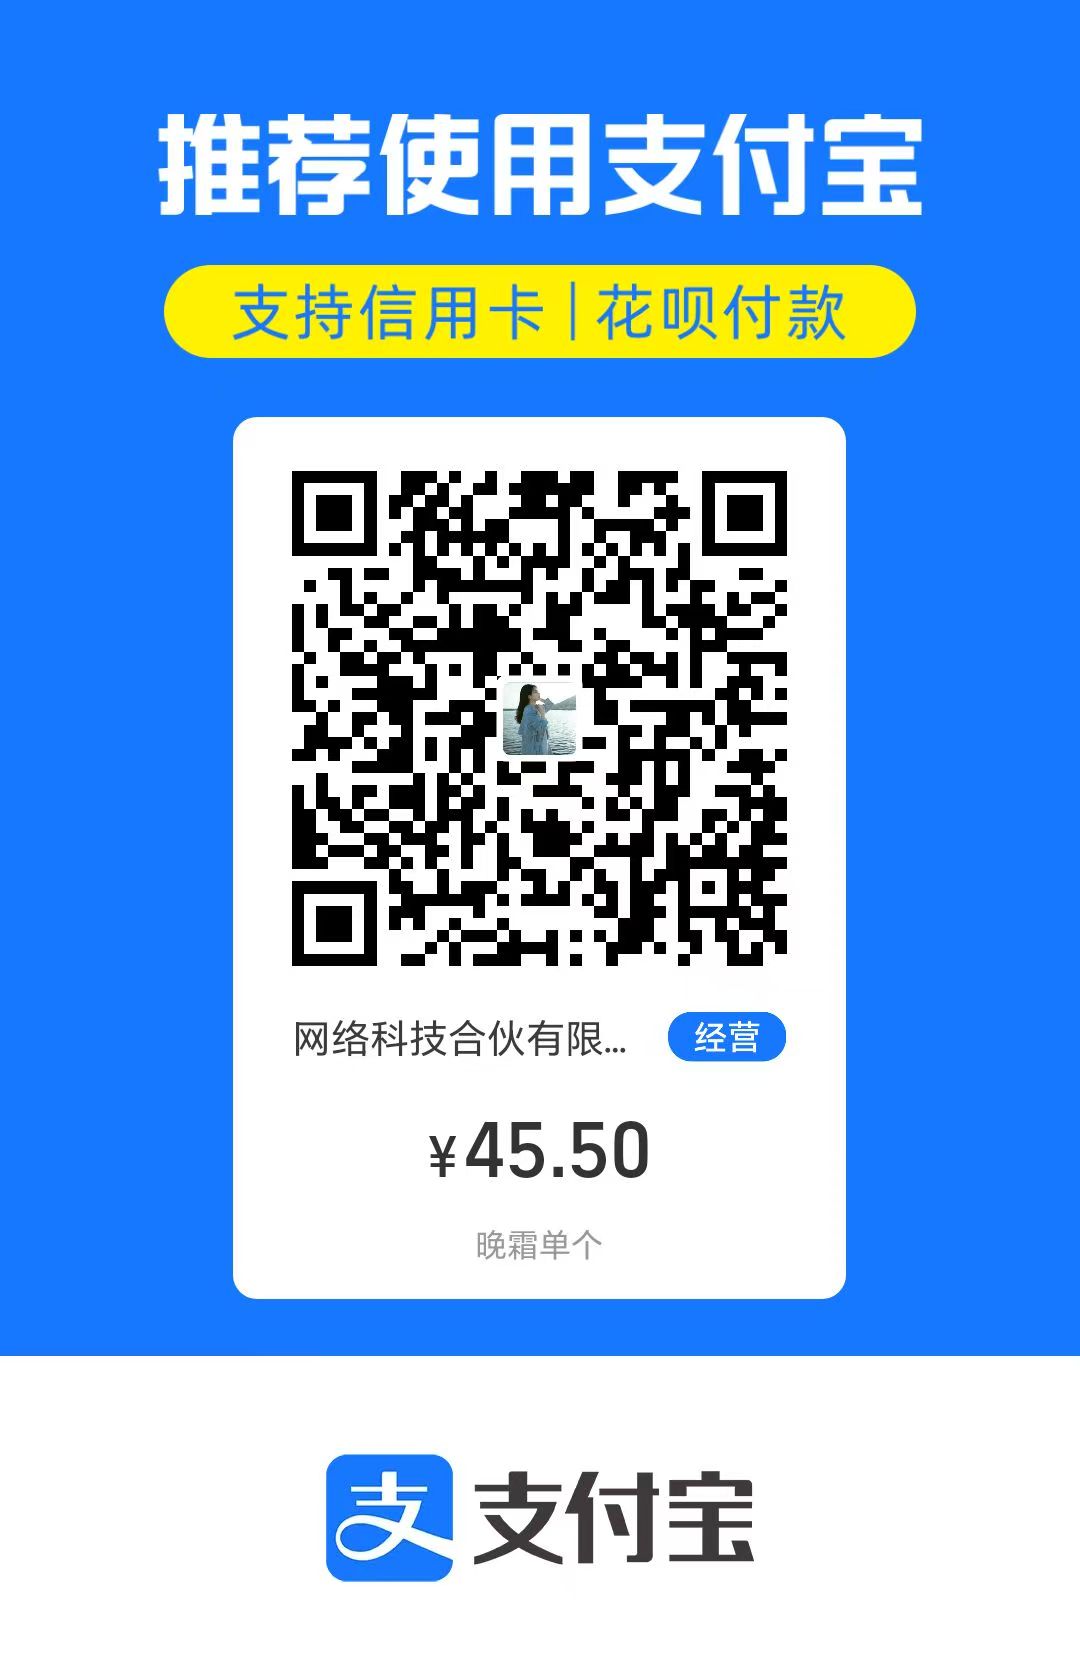 推荐使用支付宝
支持信用卡|花呗付款
网络科技合伙有限... 经营
¥45.50
晚霜单个
支 支付宝